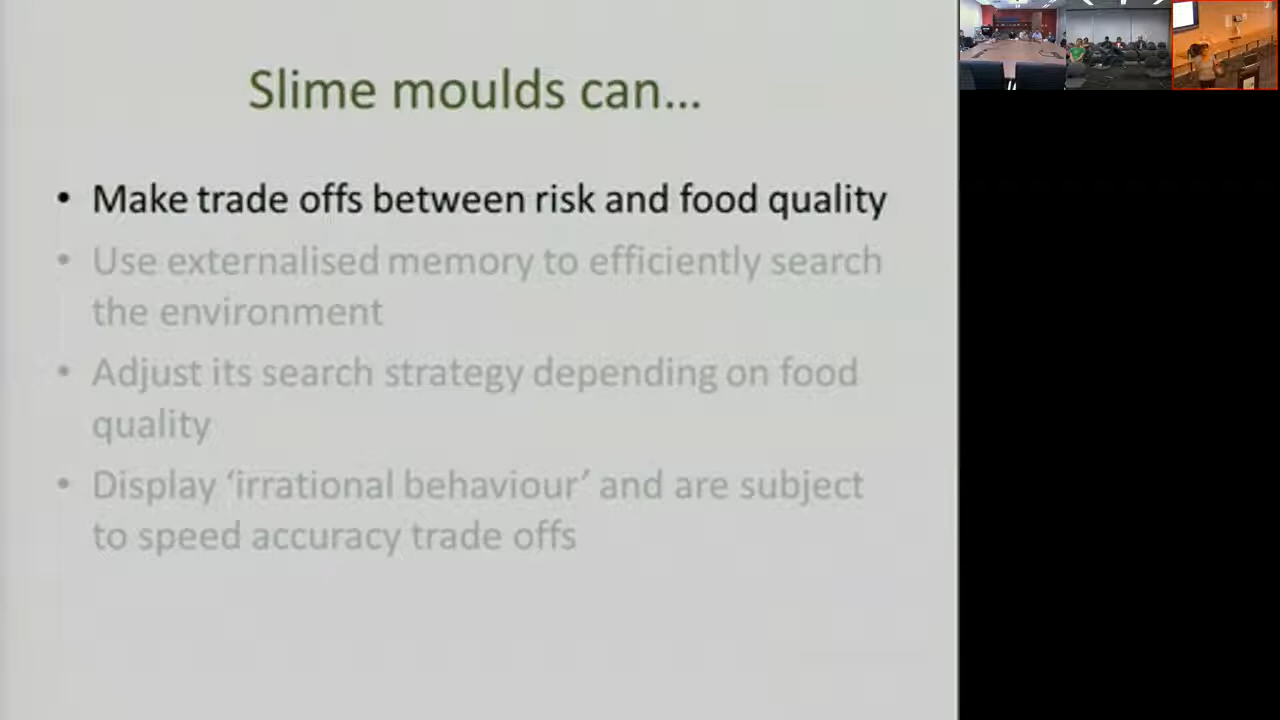 Slime moulds can...
• Make trade offs between risk and food quality
• Use externalised memory to efficiently search
the environment
• Adjust its search strategy depending on food
quality
• Display ‘irrational behaviour’ and are subject
to speed accuracy trade offs